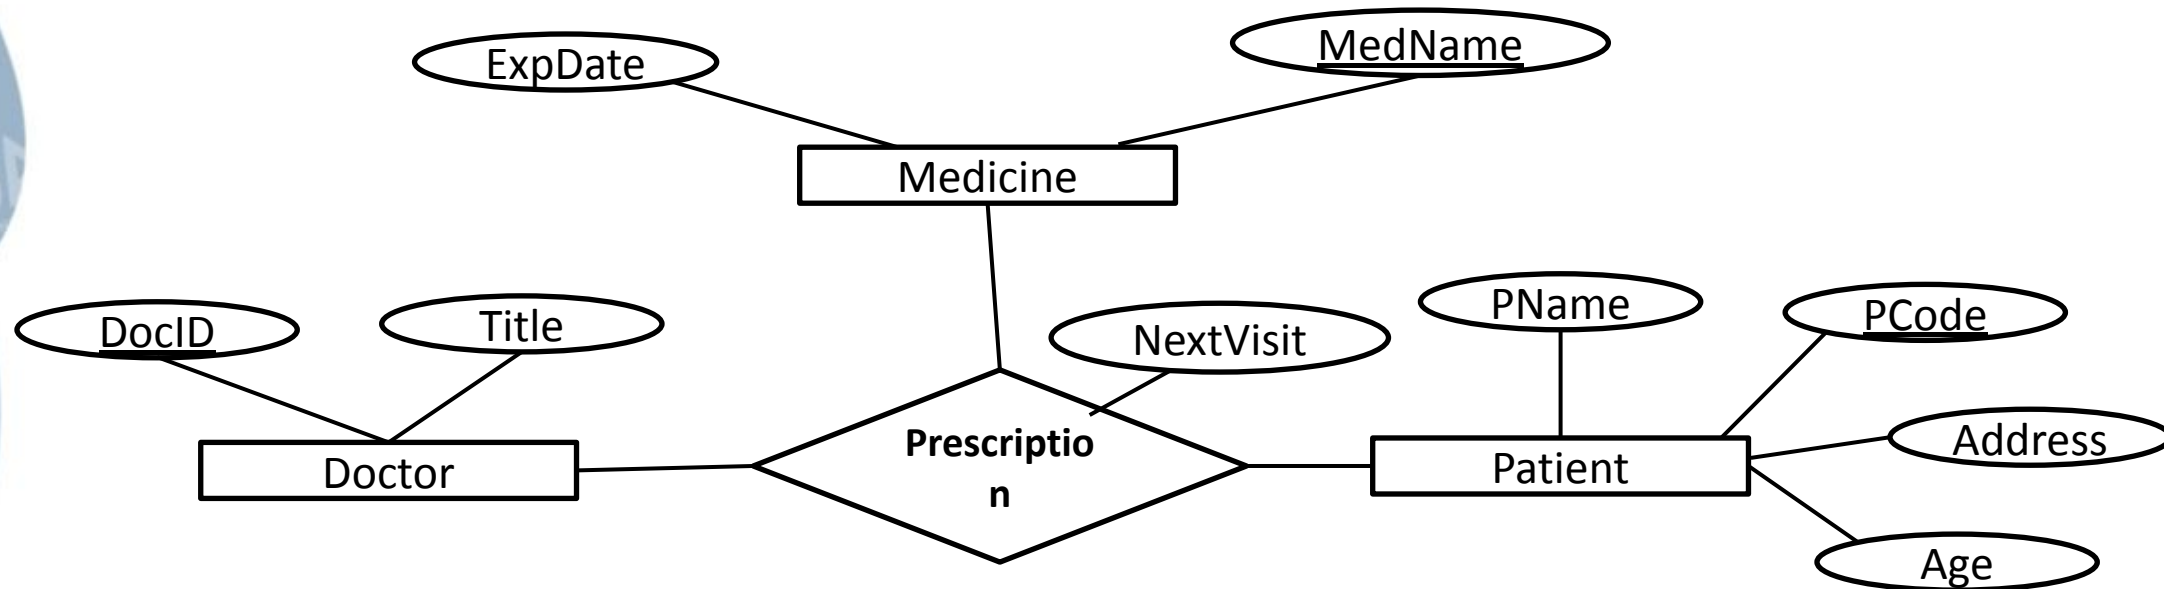 ExpDate
MedName
Medicine
DocID
Title
NextVisit
PName
PCode
Doctor
Prescriptio
n
Patient
Address
Age